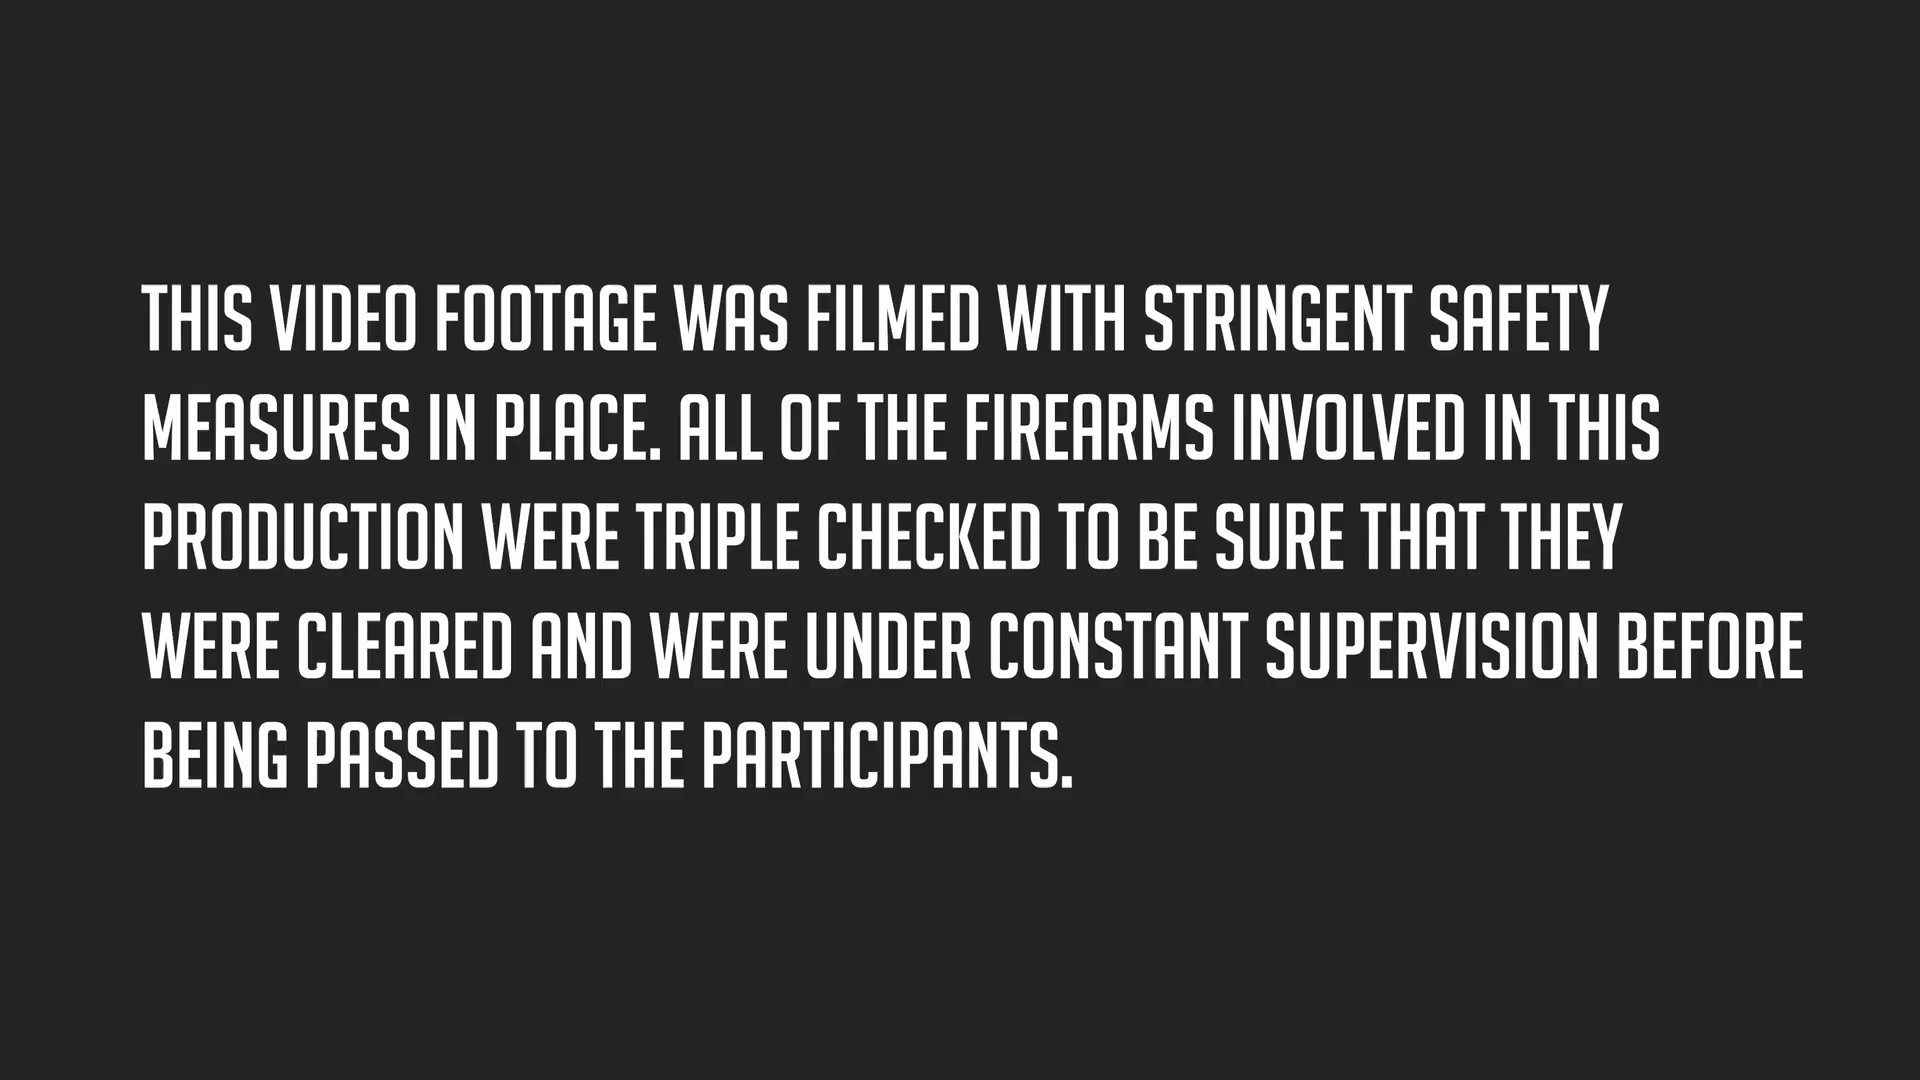 THIS VIDEO FOOTAGE WAS FILMED WITH STRINGENT SAFETY
MEASURES IN PLACE. ALL OF THE FIREARMS INVOLVED IN THIS
PRODUCTION WERE TRIPLE CHECKED TO BE SURE THAT THEY
WERE CLEARED AND WERE UNDER CONSTANT SUPERVISION BEFORE
BEING PASSED TO THE PARTICIPANTS.